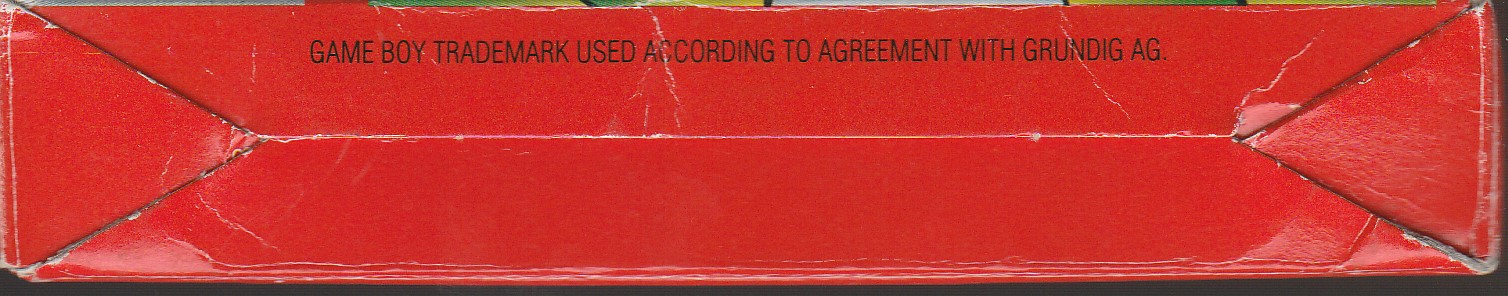 GAME BOY TRADEMARK USED ACCORDING TO AGREEMENT WITH GRUNDIG AG.